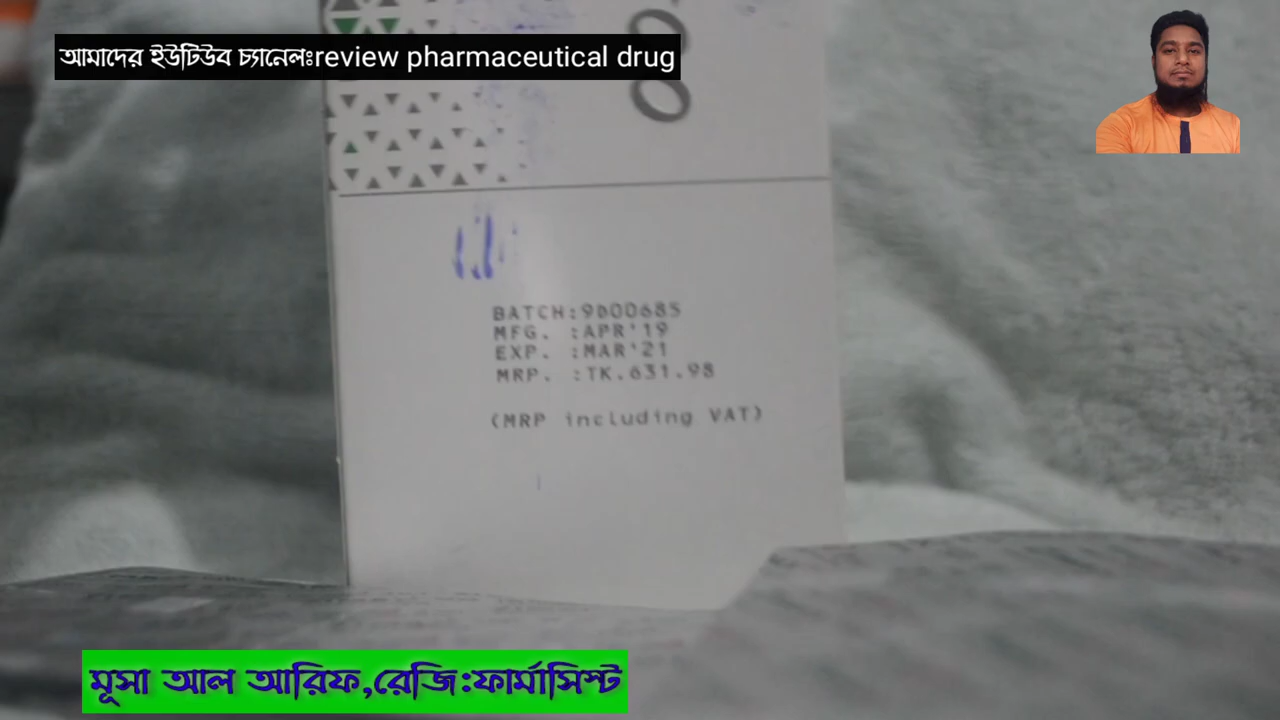 আমাদের ইউটিউব চ্যানেলঃreview pharmaceutical drug
BATCH:9D00685
MFG. :APR'19
EXP. :MAR'21
MRP. :TK.631.98
(MRP including VAT)
মূসা আল আরিফ,রেজি:ফার্মাসিস্ট